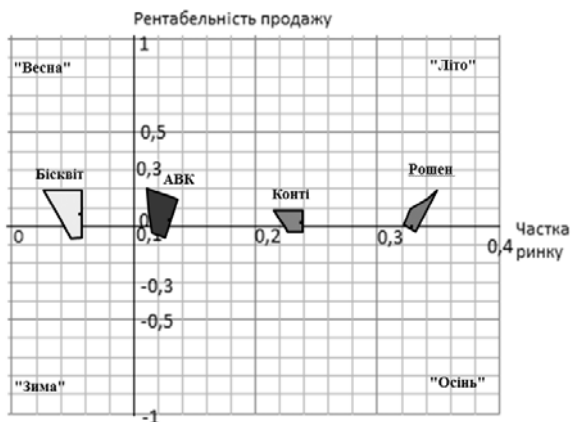 Рентабельність продажу
1
"Весна"
"Літо"
0,5
Бісквіт
0,3
АВК
Конті
Рошен
0
0,1
0,2
0,3
0,4
Частка
ринку
-0,3
-0,5
"Зима"
"Осінь"
-1